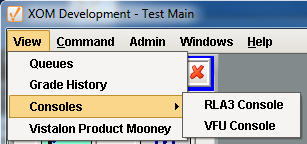 XOM Development - Test Main
View Command Admin Windows Help
Queues
Grade History
Consoles
RLA3 Console
VFU Console
Vistalon Product Mooney